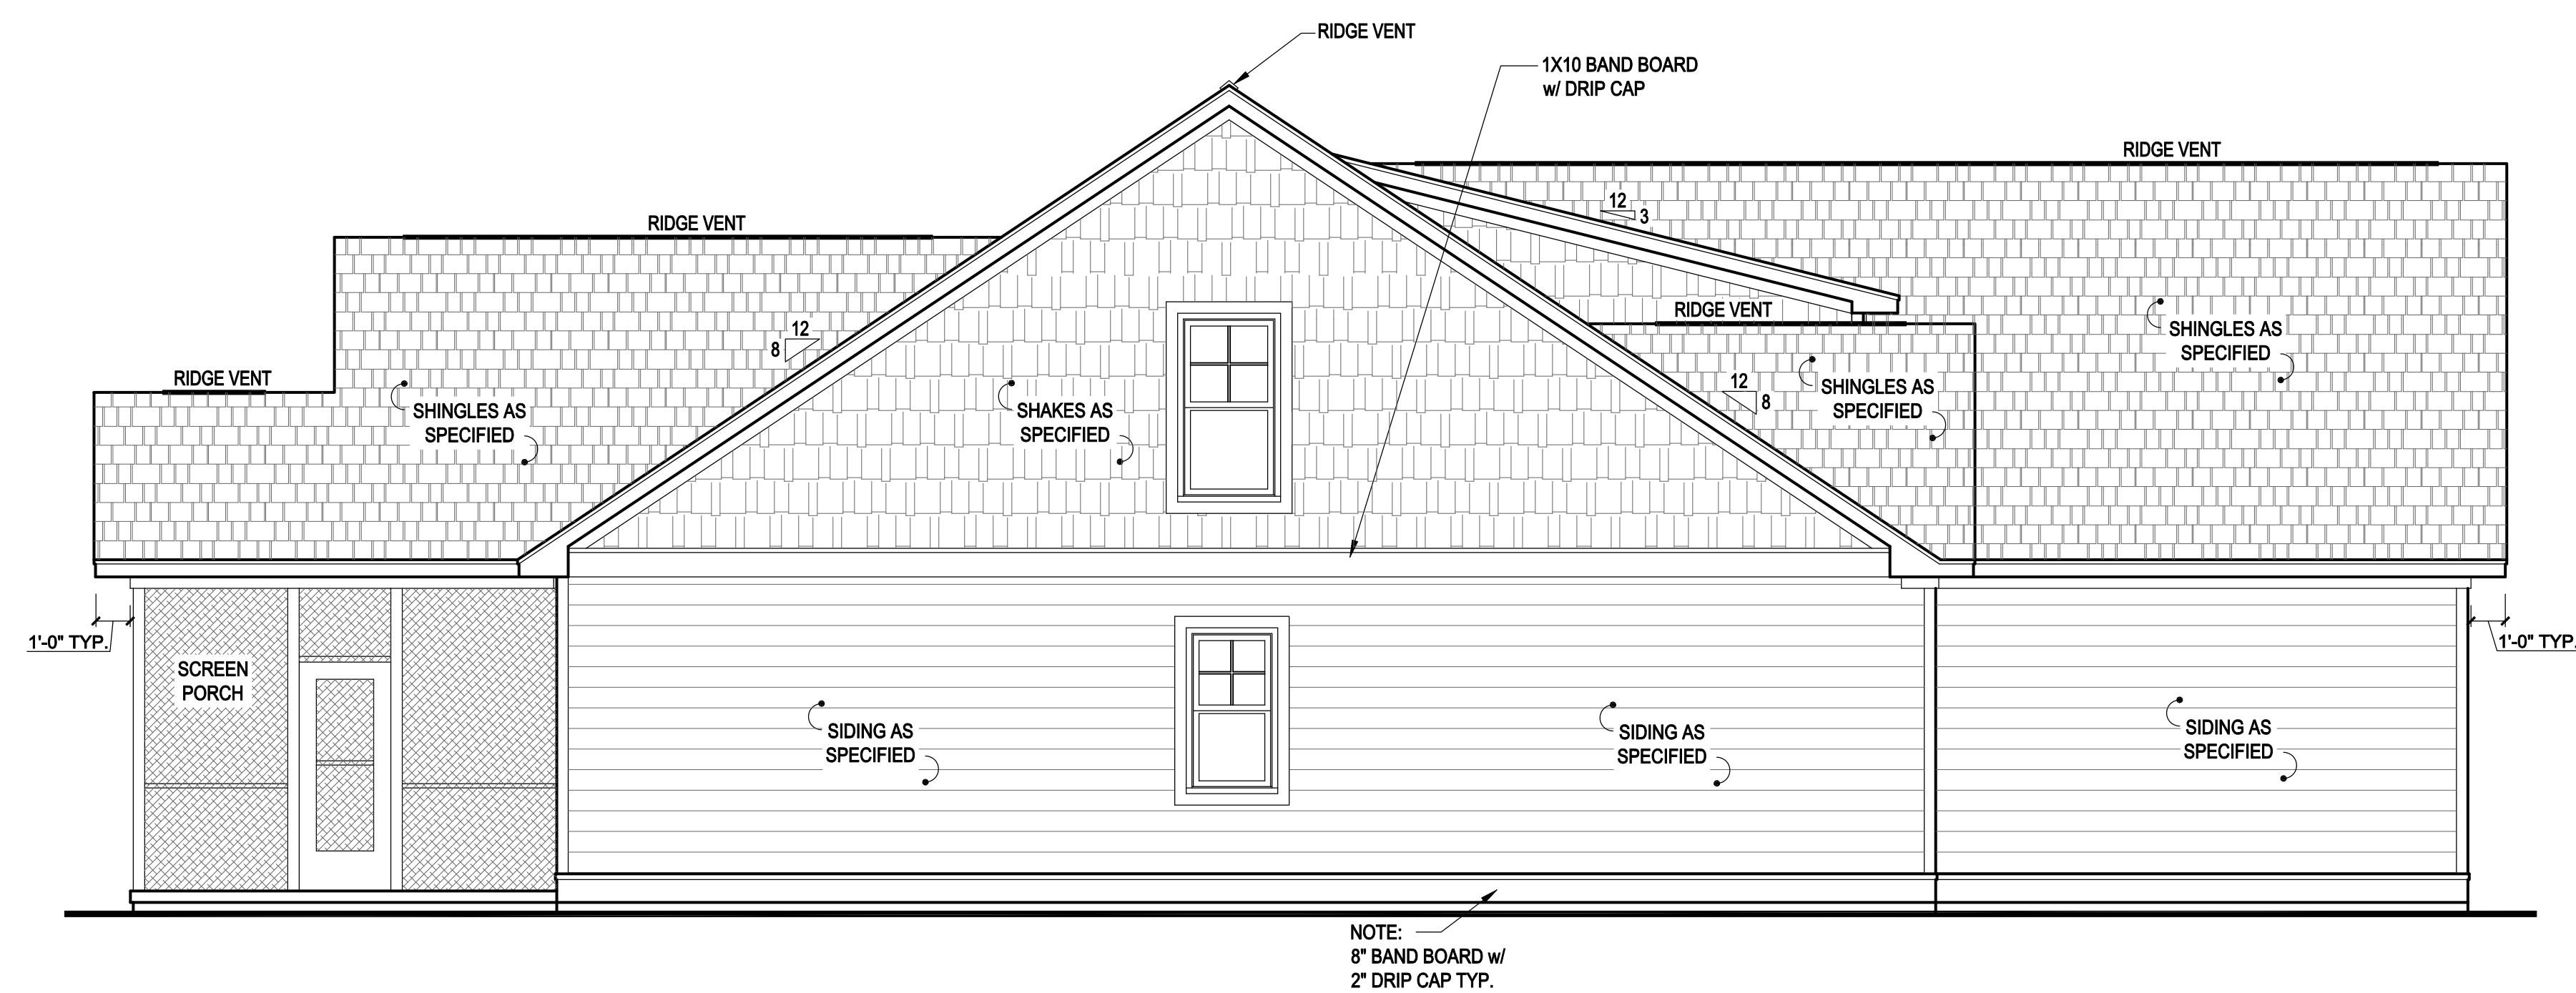 RIDGE VENT
1X10 BAND BOARD
w/ DRIP CAP
RIDGE VENT
12
3
RIDGE VENT
RIDGE VENT
12
8
SHINGLES AS
SPECIFIED
RIDGE VENT
SHINGLES AS
SPECIFIED
SHAKES AS
SPECIFIED
12
8
SHINGLES AS
SPECIFIED
1'-0" TYP.
SCREEN
PORCH
1'-0" TYP.
SIDING AS
SPECIFIED
SIDING AS
SPECIFIED
SIDING AS
SPECIFIED
NOTE:
8" BAND BOARD w/
2" DRIP CAP TYP.